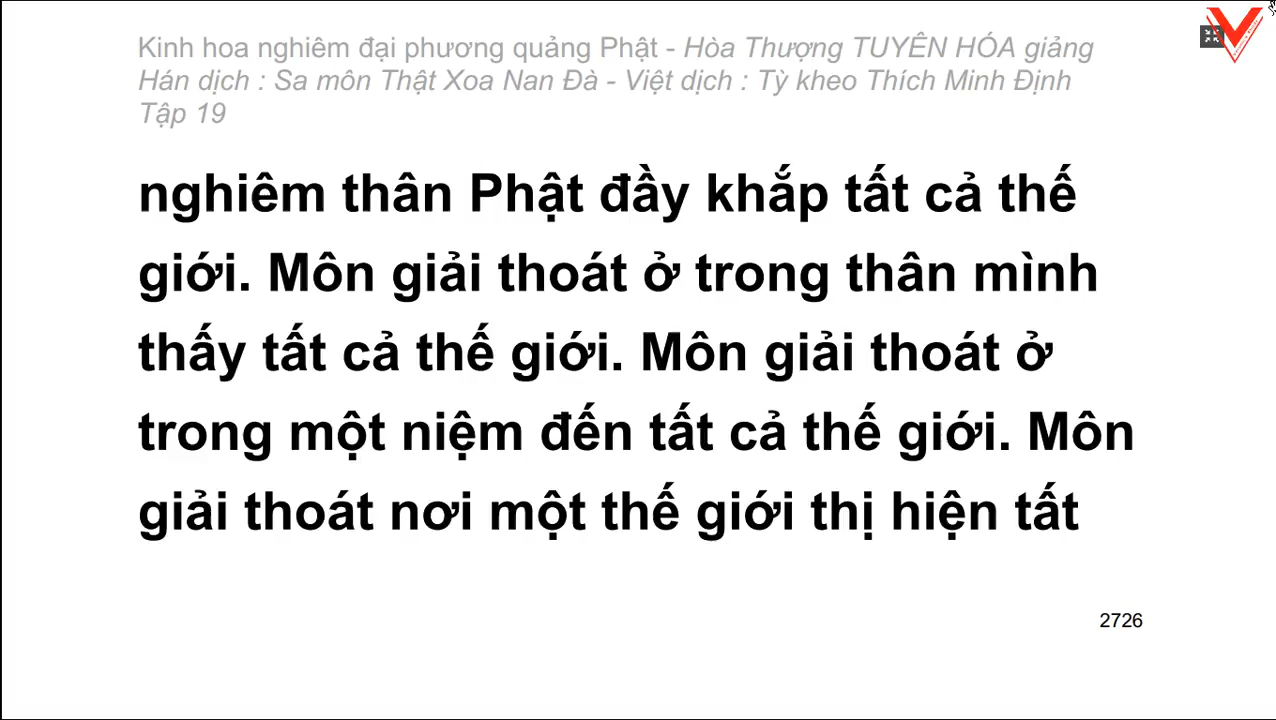 Kinh hoa nghiêm đại phương quảng Phật - Hòa Thượng TUYÊN HÓA giảng
Hán dịch : Sa môn Thật Xoa Nan Đà - Việt dịch : Tỳ kheo Thích Minh Định
Tập 19
nghiêm thân Phật đầy khắp tất cả thế
giới. Môn giải thoát ở trong thân mình
thấy tất cả thế giới. Môn giải thoát ở
trong một niệm đến tất cả thế giới. Môn
giải thoát nơi một thế giới thị hiện tất
2726